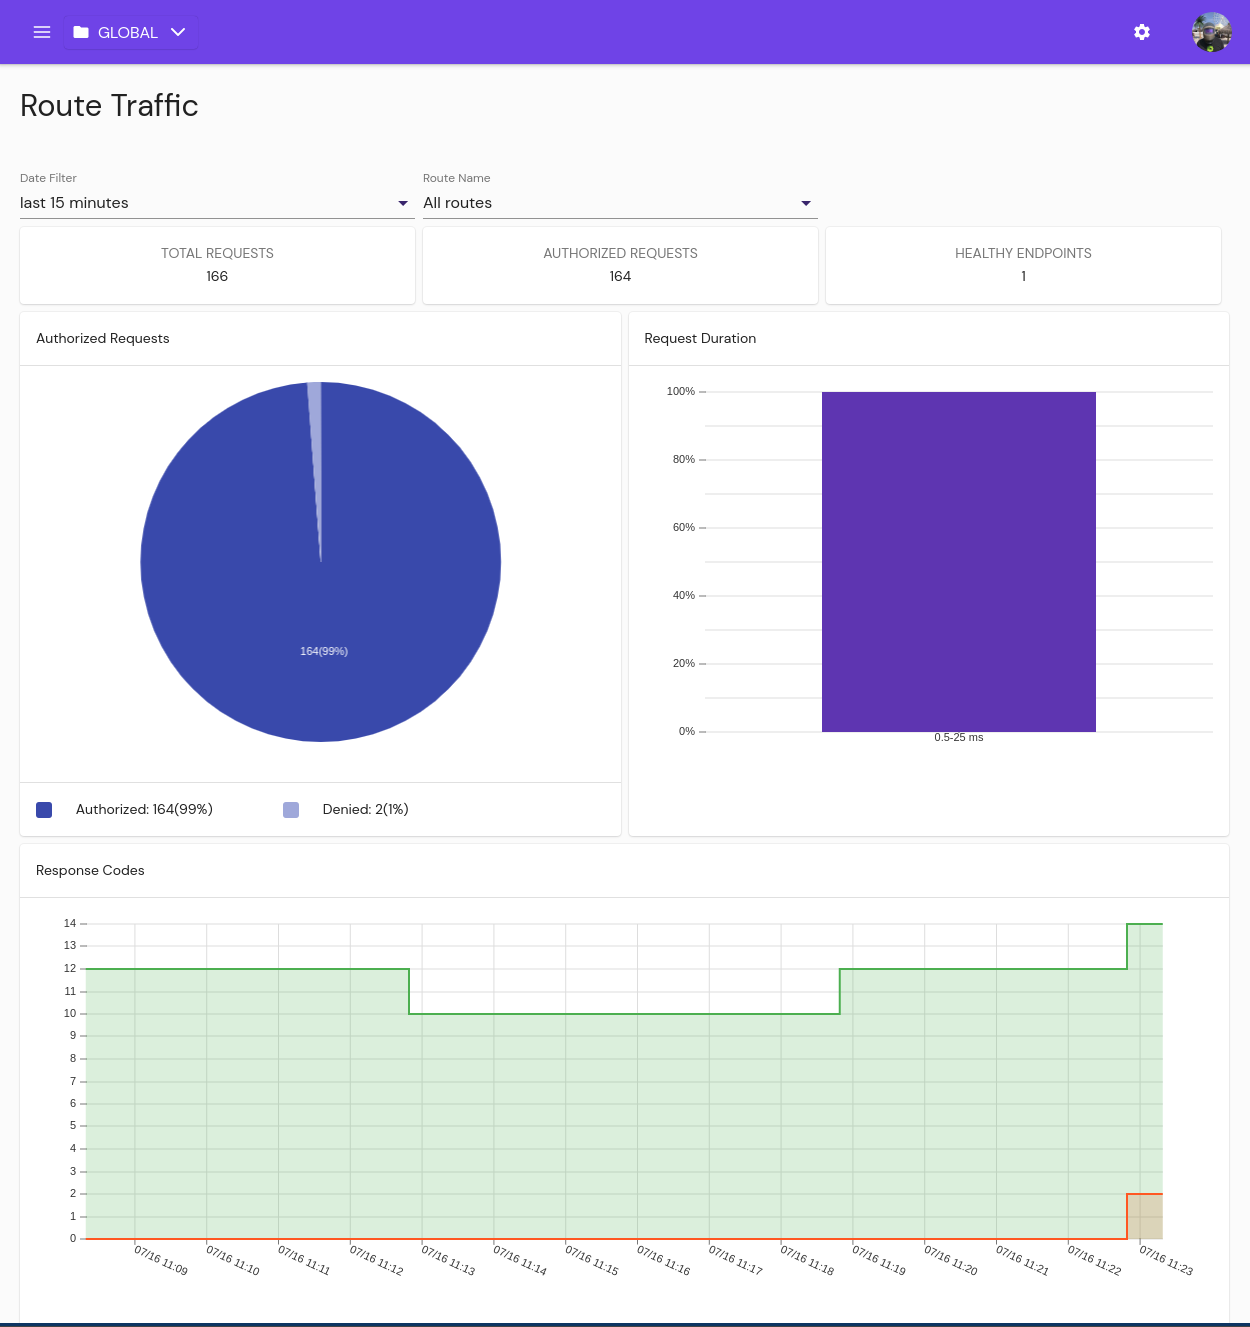 GLOBAL
Route Traffic
Date Filter
last 15 minutes
Route Name
All routes
TOTAL REQUESTS
166
AUTHORIZED REQUESTS
164
HEALTHY ENDPOINTS
1
Authorized Requests
164(99%)
Authorized: 164(99%)
Denied: 2(1%)
Request Duration
100%
80%
60%
40%
20%
0%
0.5-25 ms
Response Codes
14
13
12
11
10
9
8
7
6
5
4
3
2
1
0
07/16 11:09
07/16 11:10
07/16 11:11
07/16 11:12
07/16 11:13
07/16 11:14
07/16 11:15
07/16 11:16
07/16 11:17
07/16 11:18
07/16 11:19
07/16 11:20
07/16 11:21
07/16 11:22
07/16 11:23